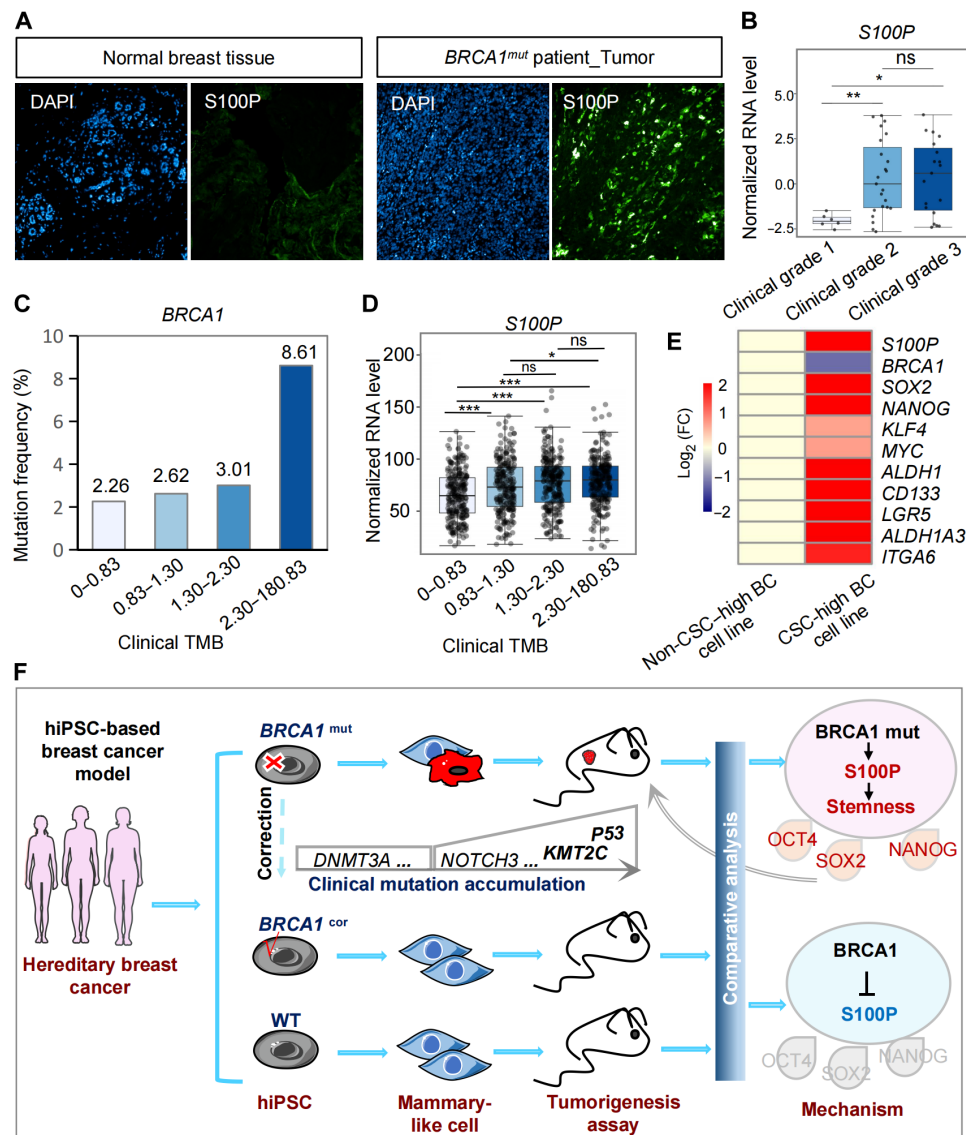 A
Normal breast tissue
BRCA1mut patient_Tumor
DAPI
S100P
DAPI
S100P
B
S100P
ns
*
**
Normalized RNA level
5.0
2.5
0.0
−2.5
Clinical grade 1
Clinical grade 2
Clinical grade 3
C
BRCA1
Mutation frequency (%)
10
8
6
4
2
0
2.26
2.62
3.01
8.61
0–0.83
0.83–1.30
1.30–2.30
2.30–180.83
Clinical TMB
D
S100P
ns
*
ns
***
***
***
Normalized RNA level
200
150
100
50
0–0.83
0.83–1.30
1.30–2.30
2.30–180.83
Clinical TMB
E
Log2 (FC)
2
1
0
−1
−2
S100P
BRCA1
SOX2
NANOG
KLF4
MYC
ALDH1
CD133
LGR5
ALDH1A3
ITGA6
Non-CSC–high BC
cell line
CSC-high BC
cell line
F
hiPSC-based
breast cancer
model
Hereditary breast
cancer
BRCA1 mut
Correction
DNMT3A ...
NOTCH3 ...
P53
KMT2C
Clinical mutation accumulation
BRCA1 cor
WT
hiPSC
Mammary-
like cell
Tumorigenesis
assay
Comparative analysis
BRCA1 mut
S100P
Stemness
OCT4
SOX2
NANOG
BRCA1
S100P
OCT4
SOX2
NANOG
Mechanism